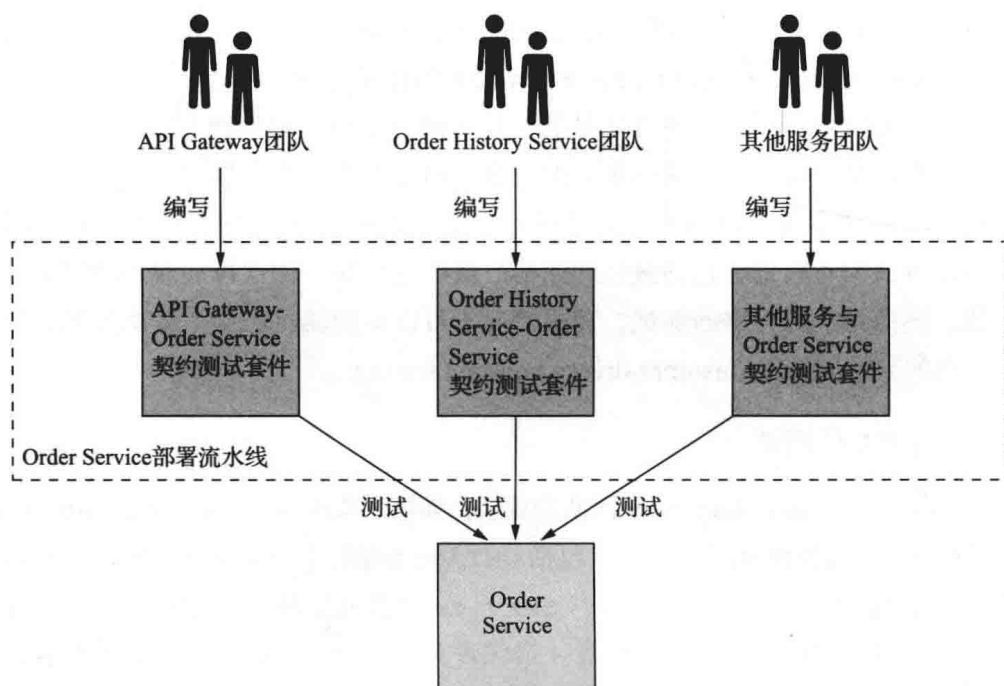 API Gateway团队
Order History Service团队
其他服务团队
编写
编写
编写
API Gateway-
Order Service
契约测试套件
Order History
Service-Order
Service
契约测试套件
其他服务与
Order Service
契约测试套件
Order Service部署流水线
测试
测试
测试
Order
Service